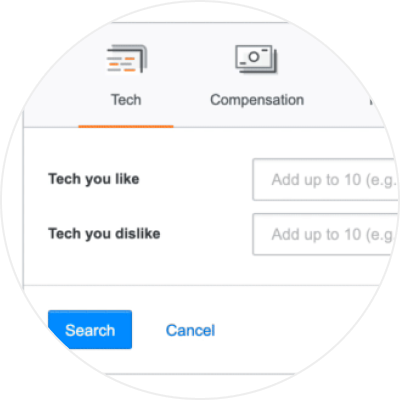 Tech Compensation
Tech you like Add up to 10 (e.g.
Tech you dislike Add up to 10 (e.g.
Search Cancel